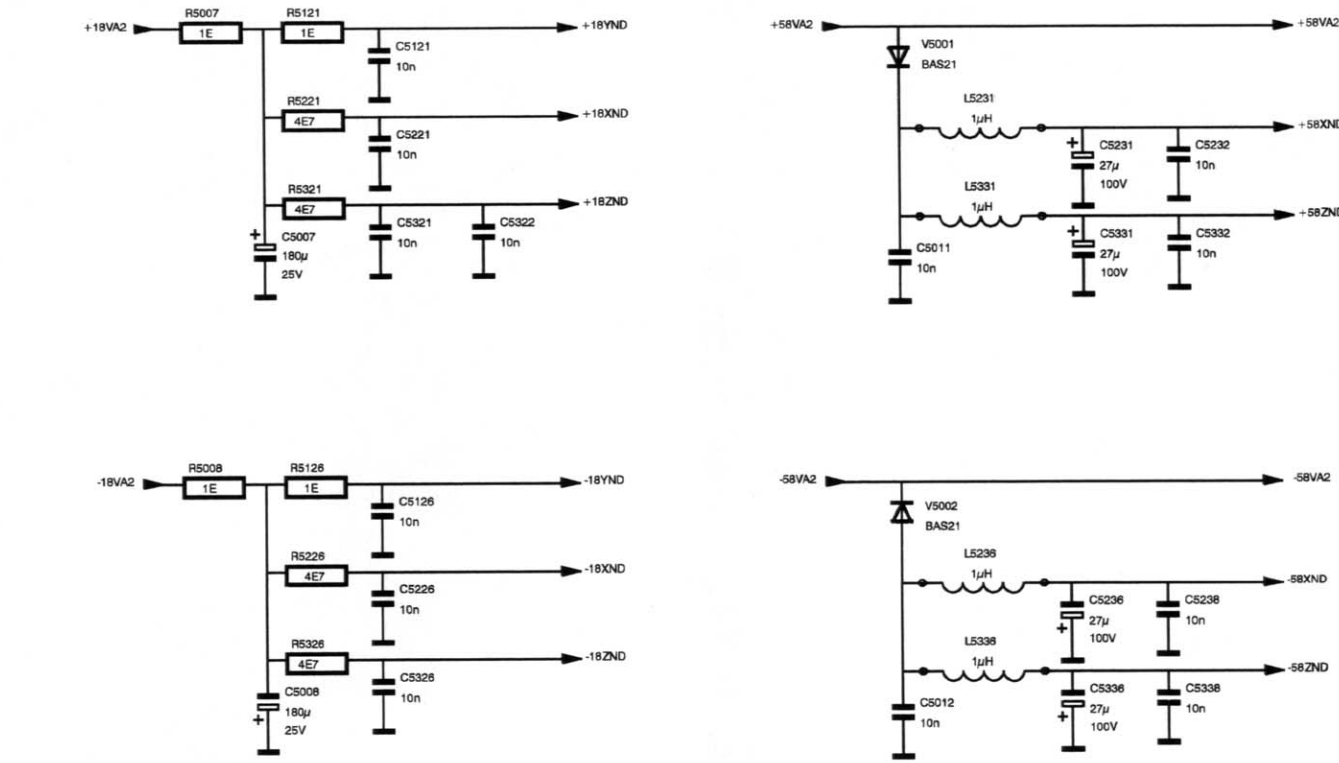 +18VA2
R5007
1E
R5121
1E
+18YND
C5121
10n
R5221
4E7
+18XND
C5221
10n
R5321
4E7
+18ZND
C5321
10n
C5322
10n
+
C5007
180µ
25V
+58VA2
+58VA2
V5001
BAS21
L5231
1µH
+58XND
+
C5231
27µ
100V
C5232
10n
L5331
1µH
+58ZND
+
C5331
27µ
100V
C5332
10n
C5011
10n
-18VA2
R5008
1E
R5126
1E
-18YND
C5126
10n
R5226
4E7
-18XND
C5226
10n
R5326
4E7
-18ZND
C5326
10n
C5008
180µ
25V
+
-58VA2
-58VA2
V5002
BAS21
L5236
1µH
-58XND
C5236
27µ
100V
+
C5238
10n
L5336
1µH
-58ZND
C5336
27µ
100V
+
C5338
10n
C5012
10n